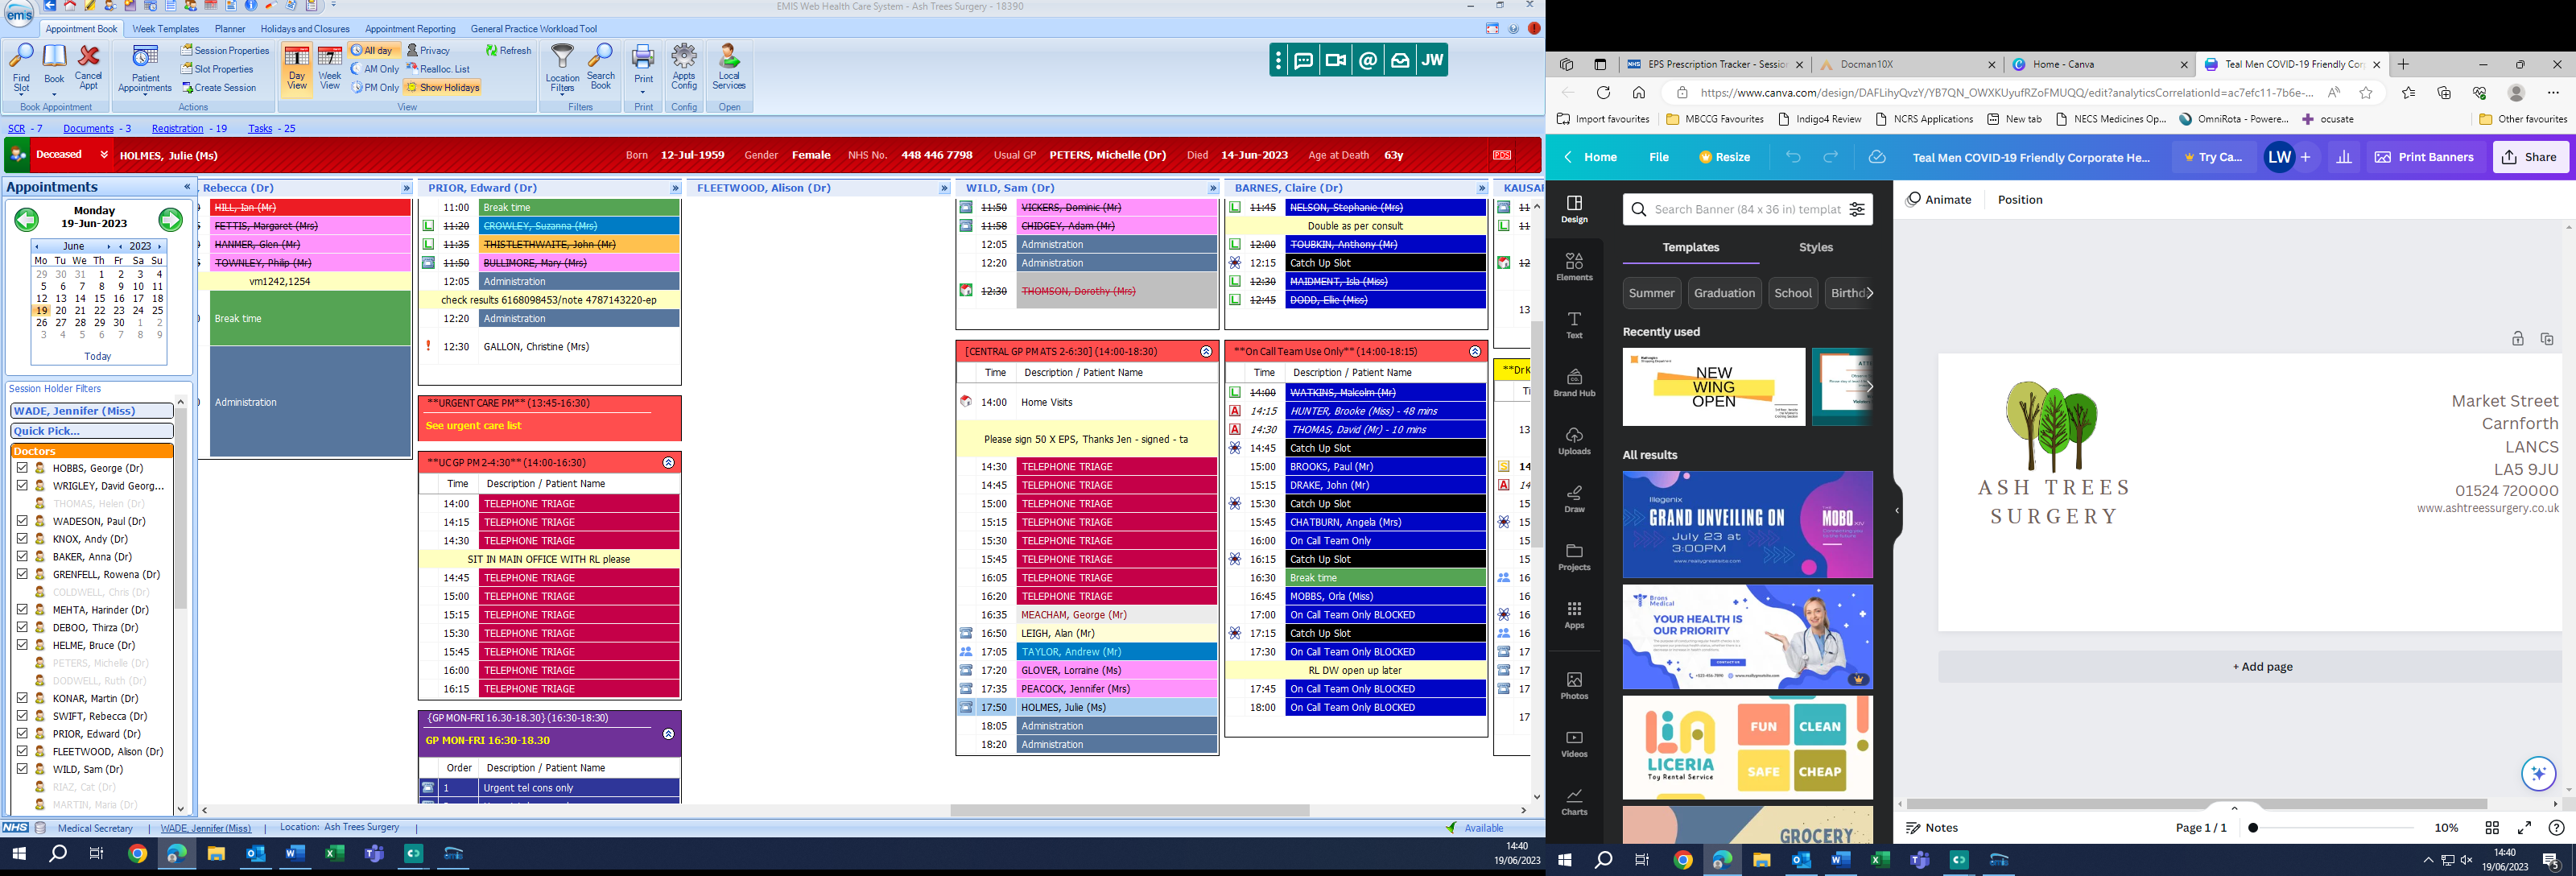 EMIS Web Health Care System - Ash Trees Surgery - 18390
Appointment Book Week Templates Planner Holidays and Closures Appointment Reporting General Practice Workload Tool
Find Slot Book Cancel Appt Book Appointment
Patient Appointments Session Properties Slot Properties Create Session Actions
Day View Week View All day AM Only PM Only Privacy Realloc. List Show Holidays Refresh View
Location Filters Search Book Filters Print Print Appts Config Config Local Services Open
JW
SCR - 7 Documents - 3 Registration - 19 Tasks - 25
Deceased HOLMES, Julie (Ms) Born 12-Jul-1959 Gender Female NHS No. 448 446 7798 Usual GP PETERS, Michelle (Dr) Died 14-Jun-2023 Age at Death 63y PDS
Appointments
Monday
19-Jun-2023
June 2023
Mo Tu We Th Fr Sa Su
29 30 31 1 2 3 4
5 6 7 8 9 10 11
12 13 14 15 16 17 18
19 20 21 22 23 24 25
26 27 28 29 30 1 2
3 4 5 6 7 8 9
Today
Session Holder Filters
WADE, Jennifer (Miss)
Quick Pick...
Doctors
HOBBS, George (Dr)
WRIGLEY, David Georg...
THOMAS, Helen (Dr)
WADESON, Paul (Dr)
KNOX, Andy (Dr)
BAKER, Anna (Dr)
GRENFELL, Rowena (Dr)
COLDWELL, Chris (Dr)
MEHTA, Harinder (Dr)
DEBOO, Thirza (Dr)
HELME, Bruce (Dr)
PETERS, Michelle (Dr)
DODWELL, Ruth (Dr)
KONAR, Martin (Dr)
SWIFT, Rebecca (Dr)
PRIOR, Edward (Dr)
FLEETWOOD, Alison (Dr)
WILD, Sam (Dr)
RIAZ, Cat (Dr)
MARTIN, Maria (Dr)
, Rebecca (Dr)
HILL, Ian (Mr)
FETTIS, Margaret (Mrs)
HANMER, Glen (Mr)
TOWNLEY, Philip (Mr)
vm1242,1254
Break time
Administration
PRIOR, Edward (Dr)
11:00 Break time
11:20 CROWLEY, Suzanna (Mrs)
11:35 THISTLETHWAITE, John (Mr)
11:50 BULLIMORE, Mary (Mrs)
12:05 Administration
check results 6168098453/note 4787143220-ep
12:20 Administration
12:30 GALLON, Christine (Mrs)
**URGENT CARE PM** (13:45-16:30)
See urgent care list
**UC GP PM 2-4:30** (14:00-16:30)
Time Description / Patient Name
14:00 TELEPHONE TRIAGE
14:15 TELEPHONE TRIAGE
14:30 TELEPHONE TRIAGE
SIT IN MAIN OFFICE WITH RL please
14:45 TELEPHONE TRIAGE
15:00 TELEPHONE TRIAGE
15:15 TELEPHONE TRIAGE
15:30 TELEPHONE TRIAGE
15:45 TELEPHONE TRIAGE
16:00 TELEPHONE TRIAGE
16:15 TELEPHONE TRIAGE
{GP MON-FRI 16.30-18.30} (16:30-18:30)
GP MON-FRI 16:30-18.30
Order Description / Patient Name
1 Urgent tel cons only
FLEETWOOD, Alison (Dr)
WILD, Sam (Dr)
11:50 VICKERS, Dominic (Mr)
11:58 CHIDGEY, Adam (Mr)
12:05 Administration
12:20 Administration
12:30 THOMSON, Dorothy (Mrs)
[CENTRAL GP PM ATS 2-6:30] (14:00-18:30)
Time Description / Patient Name
14:00 Home Visits
Please sign 50 X EPS, Thanks Jen - signed - ta
14:30 TELEPHONE TRIAGE
14:45 TELEPHONE TRIAGE
15:00 TELEPHONE TRIAGE
15:15 TELEPHONE TRIAGE
15:30 TELEPHONE TRIAGE
15:45 TELEPHONE TRIAGE
16:05 TELEPHONE TRIAGE
16:20 TELEPHONE TRIAGE
16:35 MEACHAM, George (Mr)
16:50 LEIGH, Alan (Mr)
17:05 TAYLOR, Andrew (Mr)
17:20 GLOVER, Lorraine (Ms)
17:35 PEACOCK, Jennifer (Mrs)
17:50 HOLMES, Julie (Ms)
18:05 Administration
18:20 Administration
BARNES, Claire (Dr)
11:45 NELSON, Stephanie (Mrs)
Double as per consult
12:00 TOUBKIN, Anthony (Mr)
12:15 Catch Up Slot
12:30 MAIDMENT, Isla (Miss)
12:45 DODD, Ellie (Miss)
**On Call Team Use Only** (14:00-18:15)
Time Description / Patient Name
14:00 WATKINS, Malcolm (Mr)
14:15 HUNTER, Brooke (Miss) - 48 mins
14:30 THOMAS, David (Mr) - 10 mins
14:45 Catch Up Slot
15:00 BROOKS, Paul (Mr)
15:15 DRAKE, John (Mr)
15:30 Catch Up Slot
15:45 CHATBURN, Angela (Mrs)
16:00 On Call Team Only
16:15 Catch Up Slot
16:30 Break time
16:45 MOBBS, Orla (Miss)
17:00 On Call Team Only BLOCKED
17:15 Catch Up Slot
17:30 On Call Team Only BLOCKED
RL DW open up later
17:45 On Call Team Only BLOCKED
18:00 On Call Team Only BLOCKED
KAUSAR
**Dr K
NHS Medical Secretary | WADE, Jennifer (Miss) | Location: Ash Trees Surgery | Available
14:40
19/06/2023
EPS Prescription Tracker - Sessio Docman10X Home - Canva Teal Men COVID-19 Friendly Cor
https://www.canva.com/design/DAFLihyQvzY/YB7QN_OWXKUyufRZoFMUQQ/edit?analyticsCorrelationId=ac7efc11-7b6e-...
Import favourites MBCCG Favourites Indigo4 Review NCRS Applications New tab NECS Medicines Op... OmniRota - Powere... ocusate Other favourites
Home File Resize Teal Men COVID-19 Friendly Corporate He... Try Ca... LW + Print Banners Share
Design
Elements
Text
Brand Hub
Uploads
Draw
Projects
Apps
Photos
Videos
Charts
Search Banner (84 x 36 in) templat
Templates Styles
Summer Graduation School Birthd
Recently used
NEW
WING
OPEN
All results
Illogenix
GRAND UNVEILING ON
July 23 at
3:00PM
MOBO
Brons Medical
YOUR HEALTH IS
OUR PRIORITY
LiA
LICERIA
Toy Rental Service
FUN CLEAN
SAFE CHEAP
GROCERY
Animate Position
ASH TREES
SURGERY
Market Street
Carnforth
LANCS
LA5 9JU
01524 720000
www.ashtreessurgery.co.uk
+ Add page
Notes Page 1 / 1 10%
14:40
19/06/2023
5